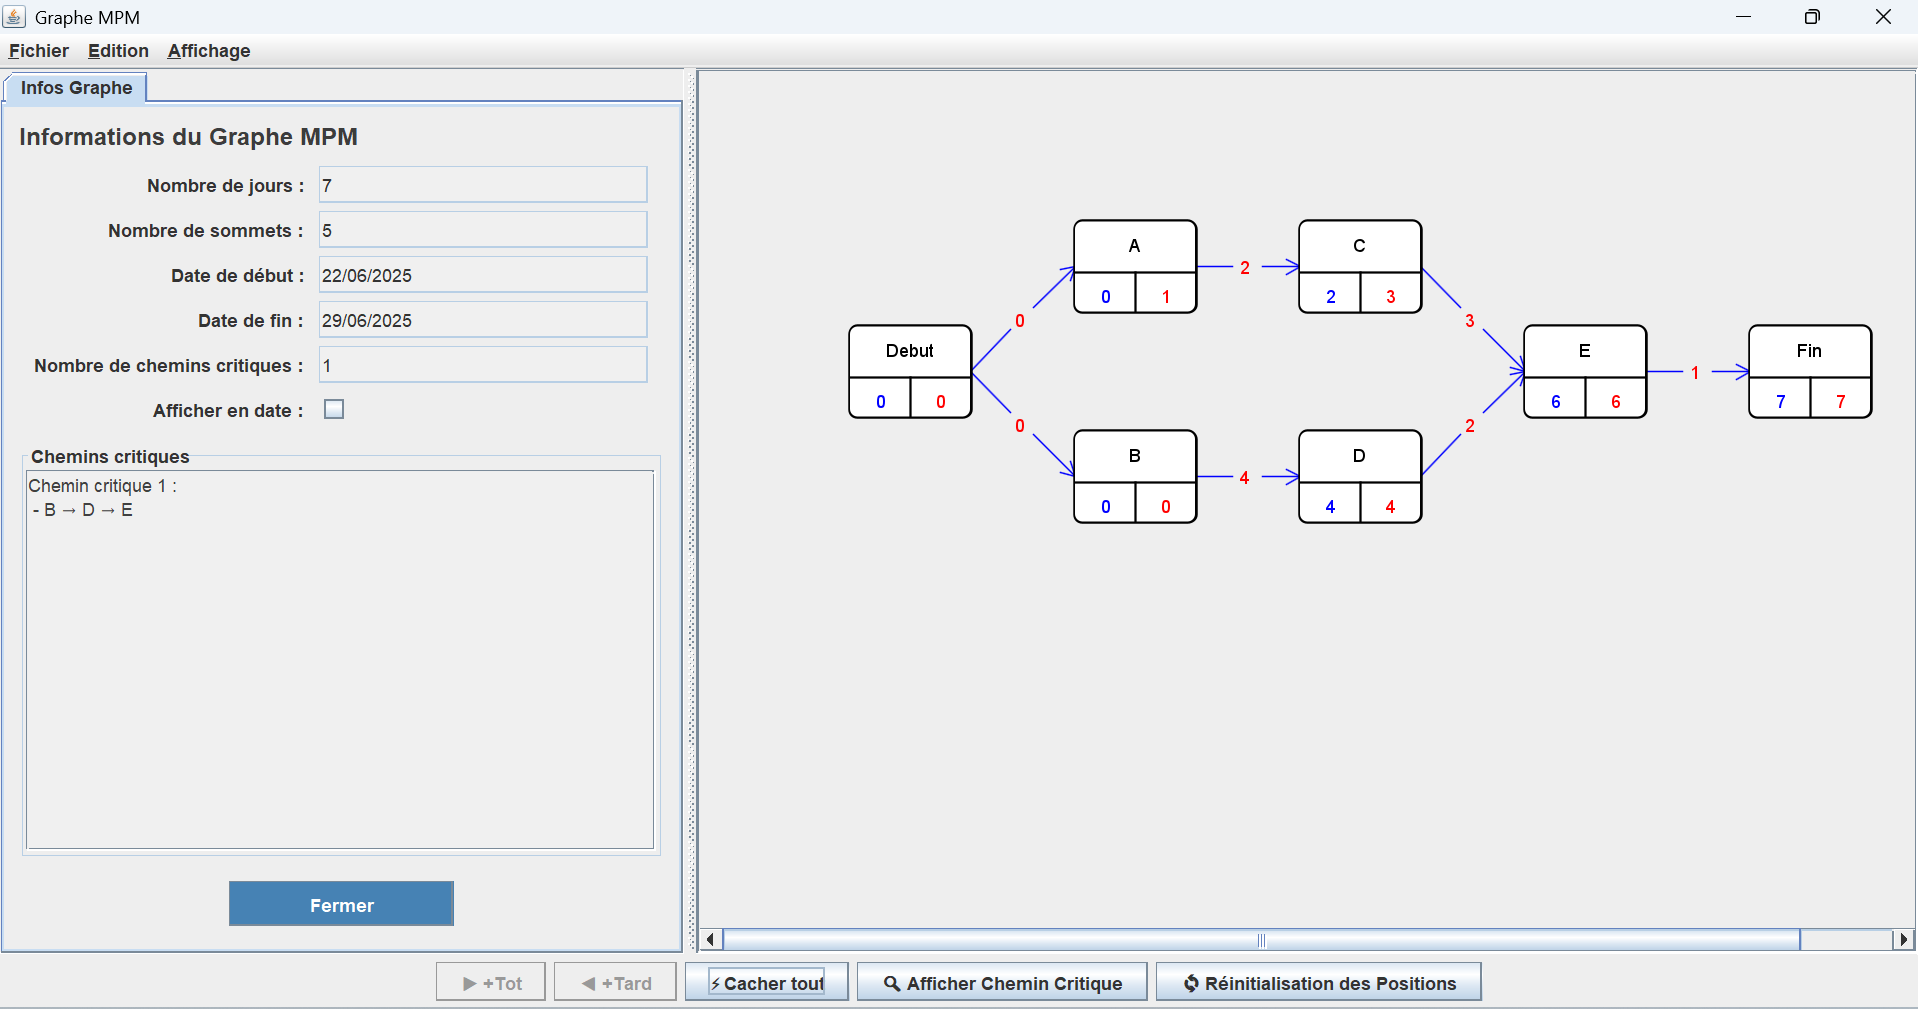 Graphe MPM
Fichier Edition Affichage
Infos Graphe
Informations du Graphe MPM
Nombre de jours : 7
Nombre de sommets : 5
Date de début : 22/06/2025
Date de fin : 29/06/2025
Nombre de chemins critiques : 1
Afficher en date :
Chemins critiques
Chemin critique 1 :
- B → D → E
Fermer
A
0 1
2
C
2 3
0
3
Debut
0 0
E
6 6
1
Fin
7 7
0
2
B
0 0
4
D
4 4
▶ +Tot ◀ +Tard ⚡ Cacher tout 🔍 Afficher Chemin Critique 🔄 Réinitialisation des Positions